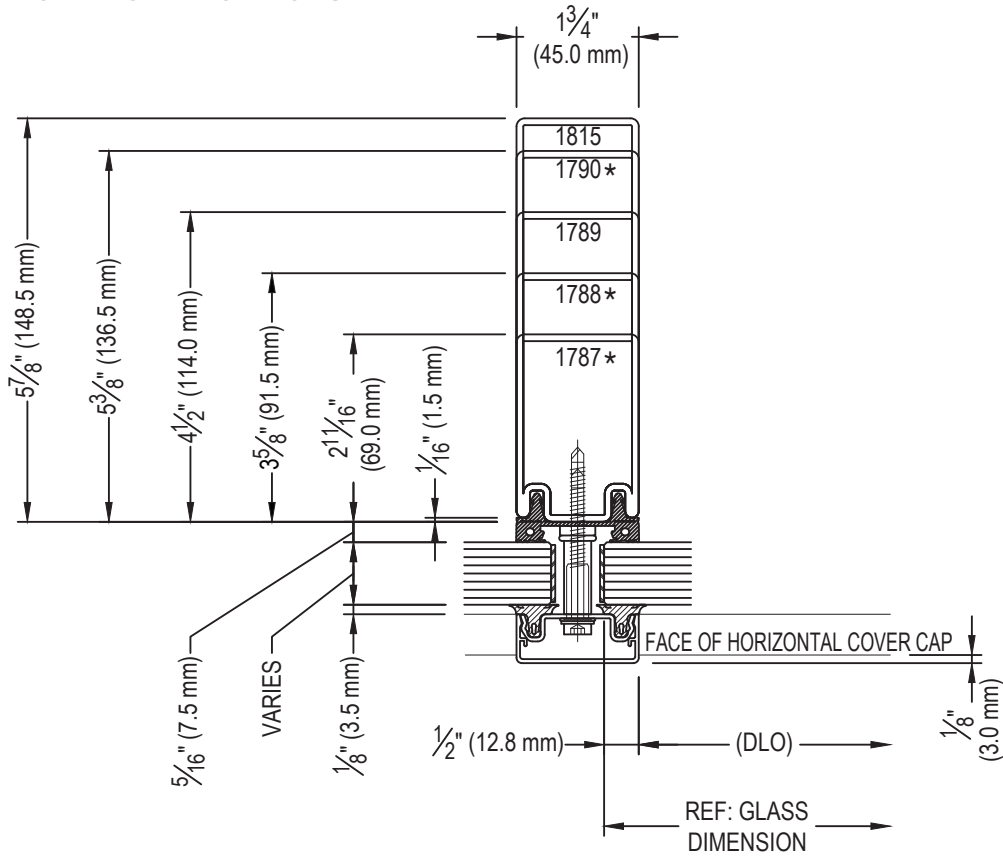 1¾"
(45.0 mm)
1815
1790*
1789
1788*
1787*
5⅞" (148.5 mm)
5⅜" (136.5 mm)
4½" (114.0 mm)
3⅝" (91.5 mm)
2 11/16"
(69.0 mm)
1/16" (1.5 mm)
FACE OF HORIZONTAL COVER CAP
5/16" (7.5 mm)
VARIES
⅛" (3.5 mm)
½" (12.8 mm)
(DLO)
⅛"
(3.0 mm)
REF: GLASS
DIMENSION